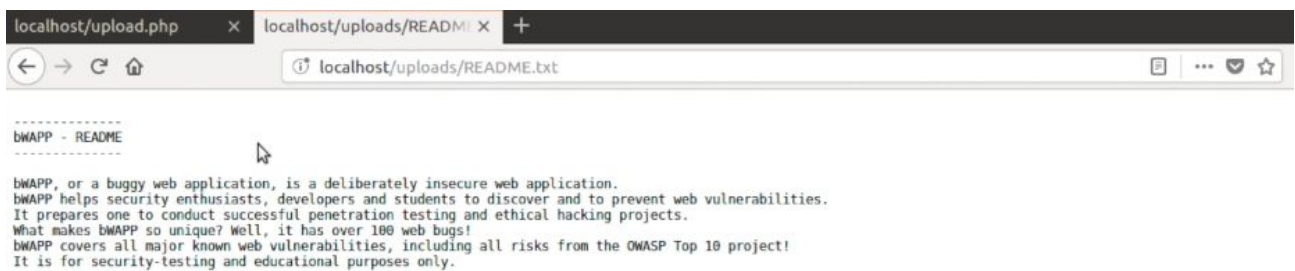 localhost/upload.php × localhost/uploads/READMI × +
localhost/uploads/README.txt
--------------
bWAPP - README
--------------
bWAPP, or a buggy web application, is a deliberately insecure web application.
bWAPP helps security enthusiasts, developers and students to discover and to prevent web vulnerabilities.
It prepares one to conduct successful penetration testing and ethical hacking projects.
What makes bWAPP so unique? Well, it has over 100 web bugs!
bWAPP covers all major known web vulnerabilities, including all risks from the OWASP Top 10 project!
It is for security-testing and educational purposes only.